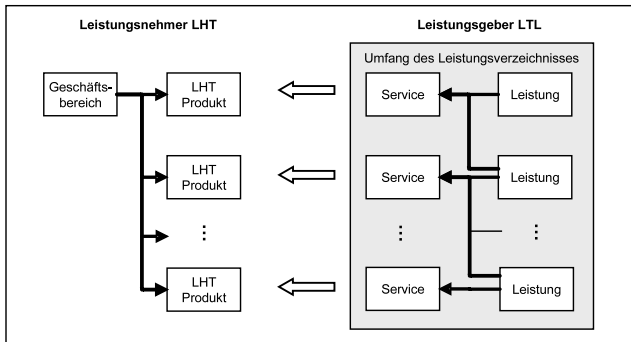 Leistungsnehmer LHT
Leistungsgeber LTL
Umfang des Leistungsverzeichnisses
Geschäfts-
bereich
LHT
Produkt
Service
Leistung
LHT
Produkt
Service
Leistung
⋮
⋮
⋮
LHT
Produkt
Service
Leistung